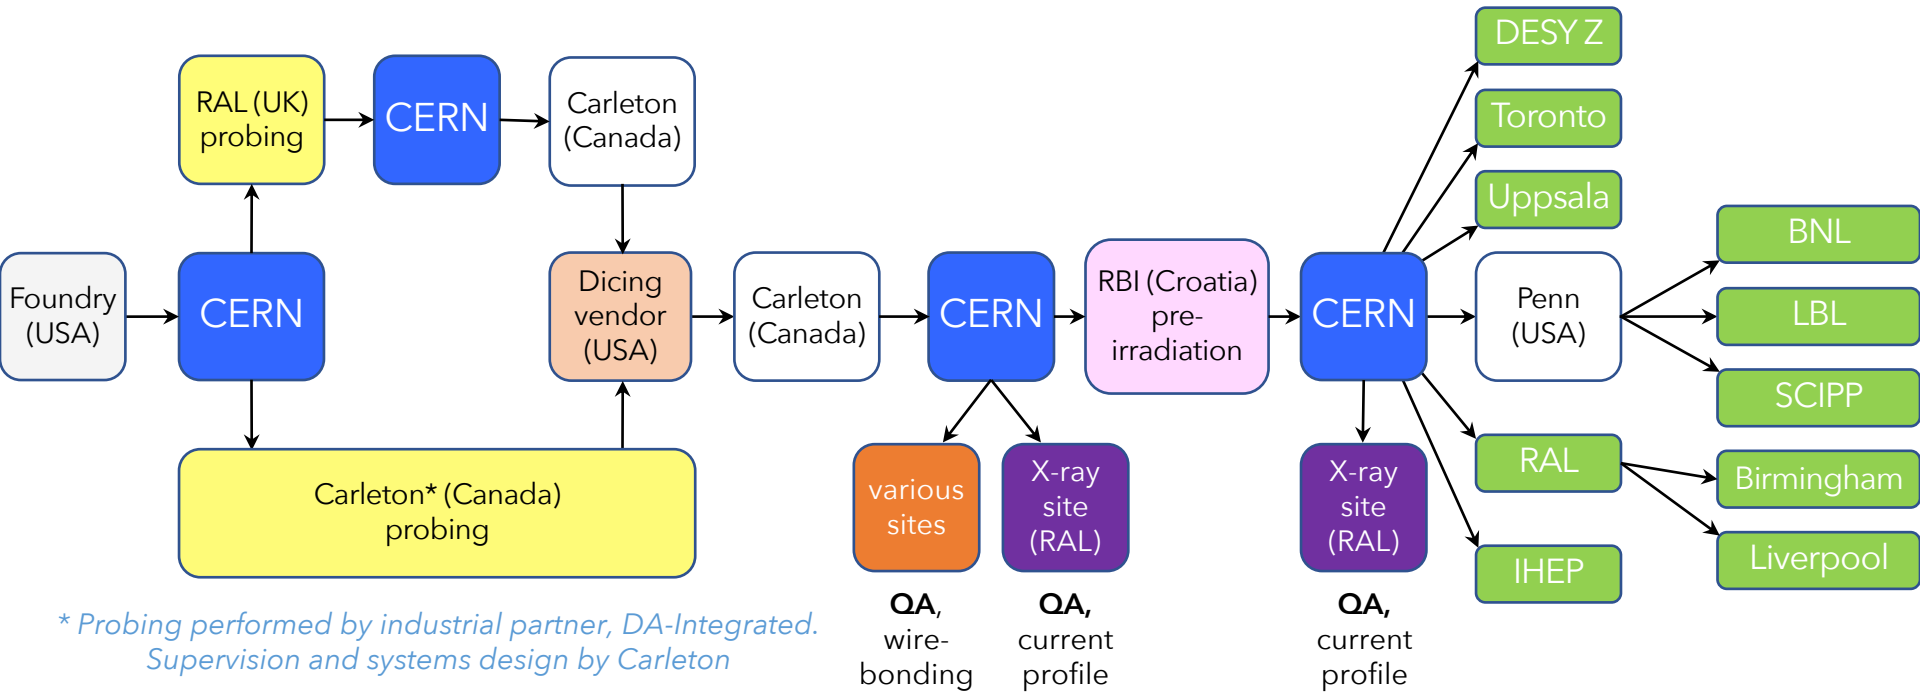 DESY Z
RAL (UK)
probing
CERN
Carleton
(Canada)
Toronto
Uppsala
BNL
Foundry
(USA)
CERN
Dicing
vendor
(USA)
Carleton
(Canada)
CERN
RBI (Croatia)
pre-
irradiation
CERN
Penn
(USA)
LBL
SCIPP
Carleton* (Canada)
probing
various
sites
X-ray
site
(RAL)
X-ray
site
(RAL)
RAL
Birmingham
IHEP
Liverpool
QA,
wire-
bonding
QA,
current
profile
QA,
current
profile
* Probing performed by industrial partner, DA-Integrated.
Supervision and systems design by Carleton